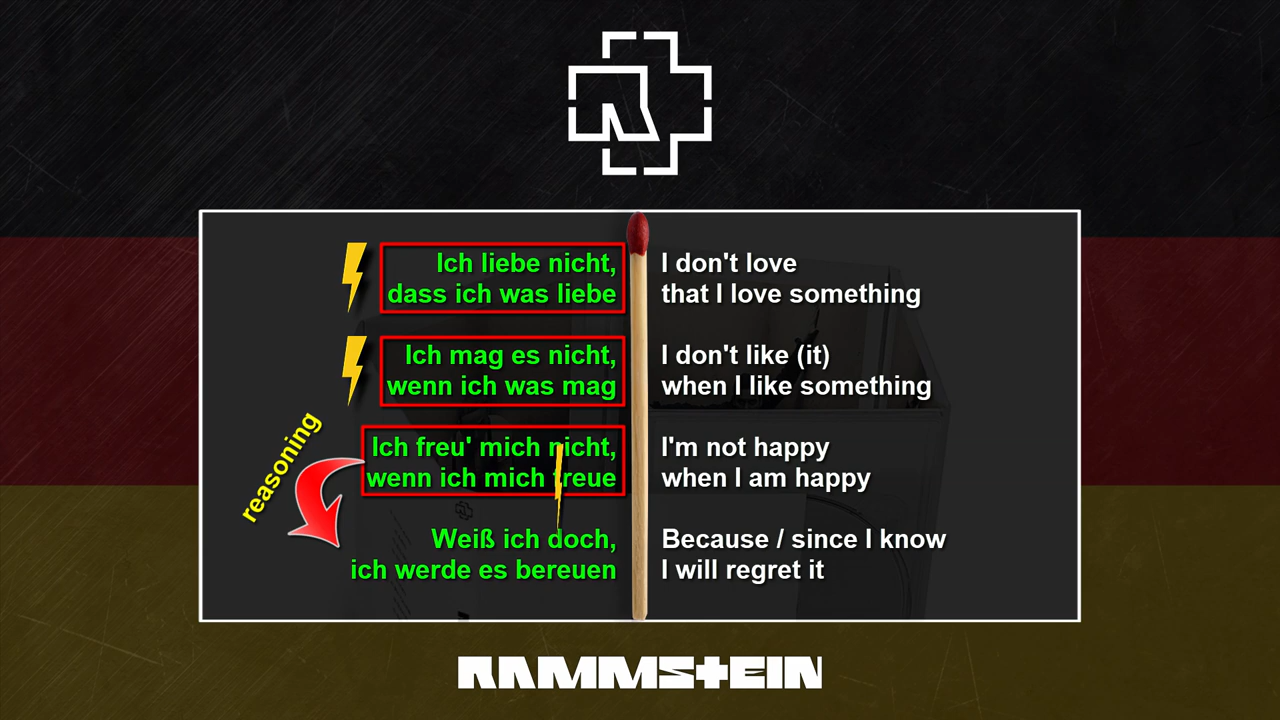 Ich liebe nicht,
dass ich was liebe
I don't love
that I love something
Ich mag es nicht,
wenn ich was mag
I don't like (it)
when I like something
reasoning
Ich freu' mich nicht,
wenn ich mich freue
I'm not happy
when I am happy
Weiß ich doch,
ich werde es bereuen
Because / since I know
I will regret it
RAMMSTEIN